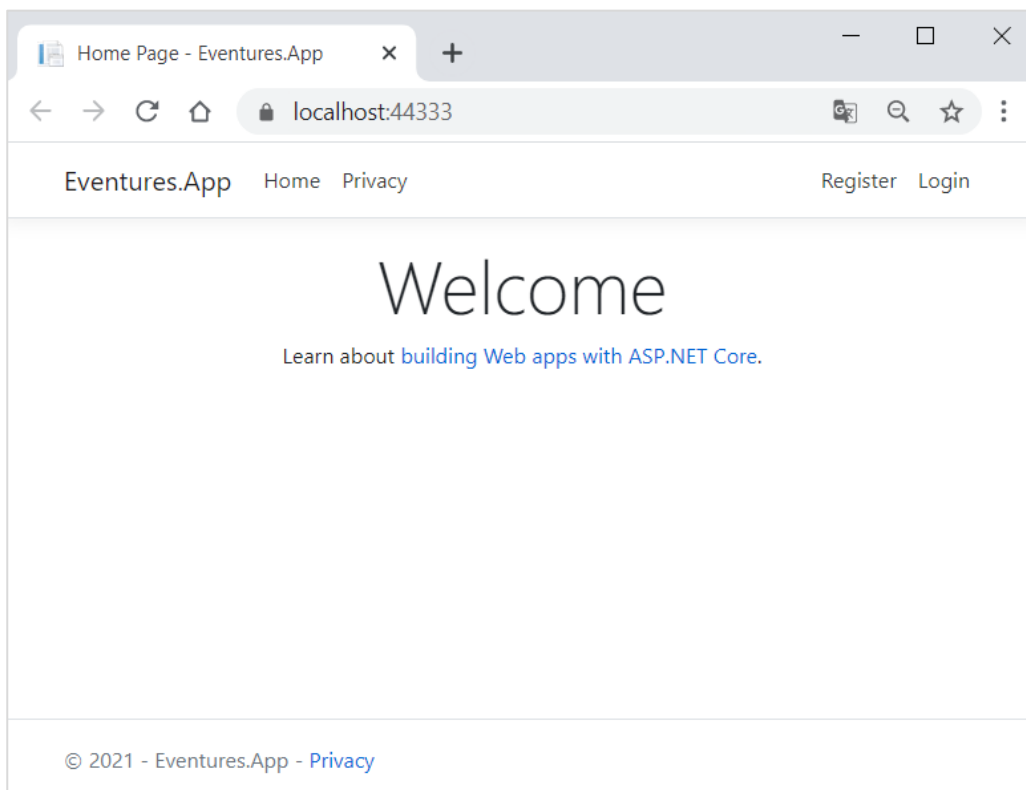 Home Page - Eventures.App
localhost:44333
Eventures.App Home Privacy Register Login
Welcome
Learn about building Web apps with ASP.NET Core.
© 2021 - Eventures.App - Privacy